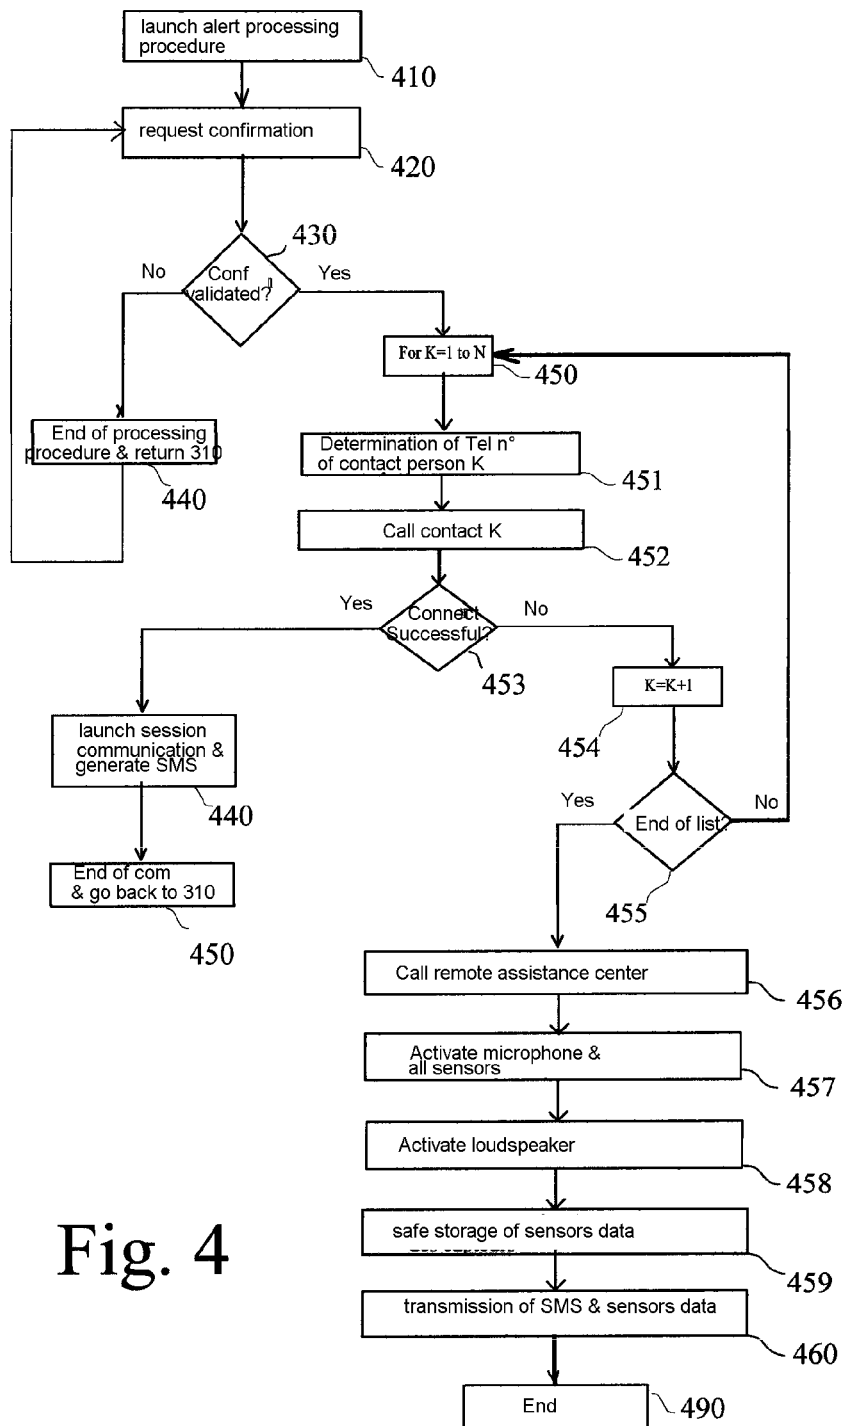 launch alert processing
procedure
410
request confirmation
420
430
No
Conf
validated?
Yes
For K=1 to N
450
End of processing
procedure & return 310
440
Determination of Tel n°
of contact person K
451
Call contact K
452
Yes
Connect
Successful?
No
453
K=K+1
454
launch session
communication &
generate SMS
440
Yes
End of list?
No
455
End of com
& go back to 310
450
Call remote assistance center
456
Activate microphone &
all sensors
457
Activate loudspeaker
458
safe storage of sensors data
459
transmission of SMS & sensors data
460
End
490
Fig. 4